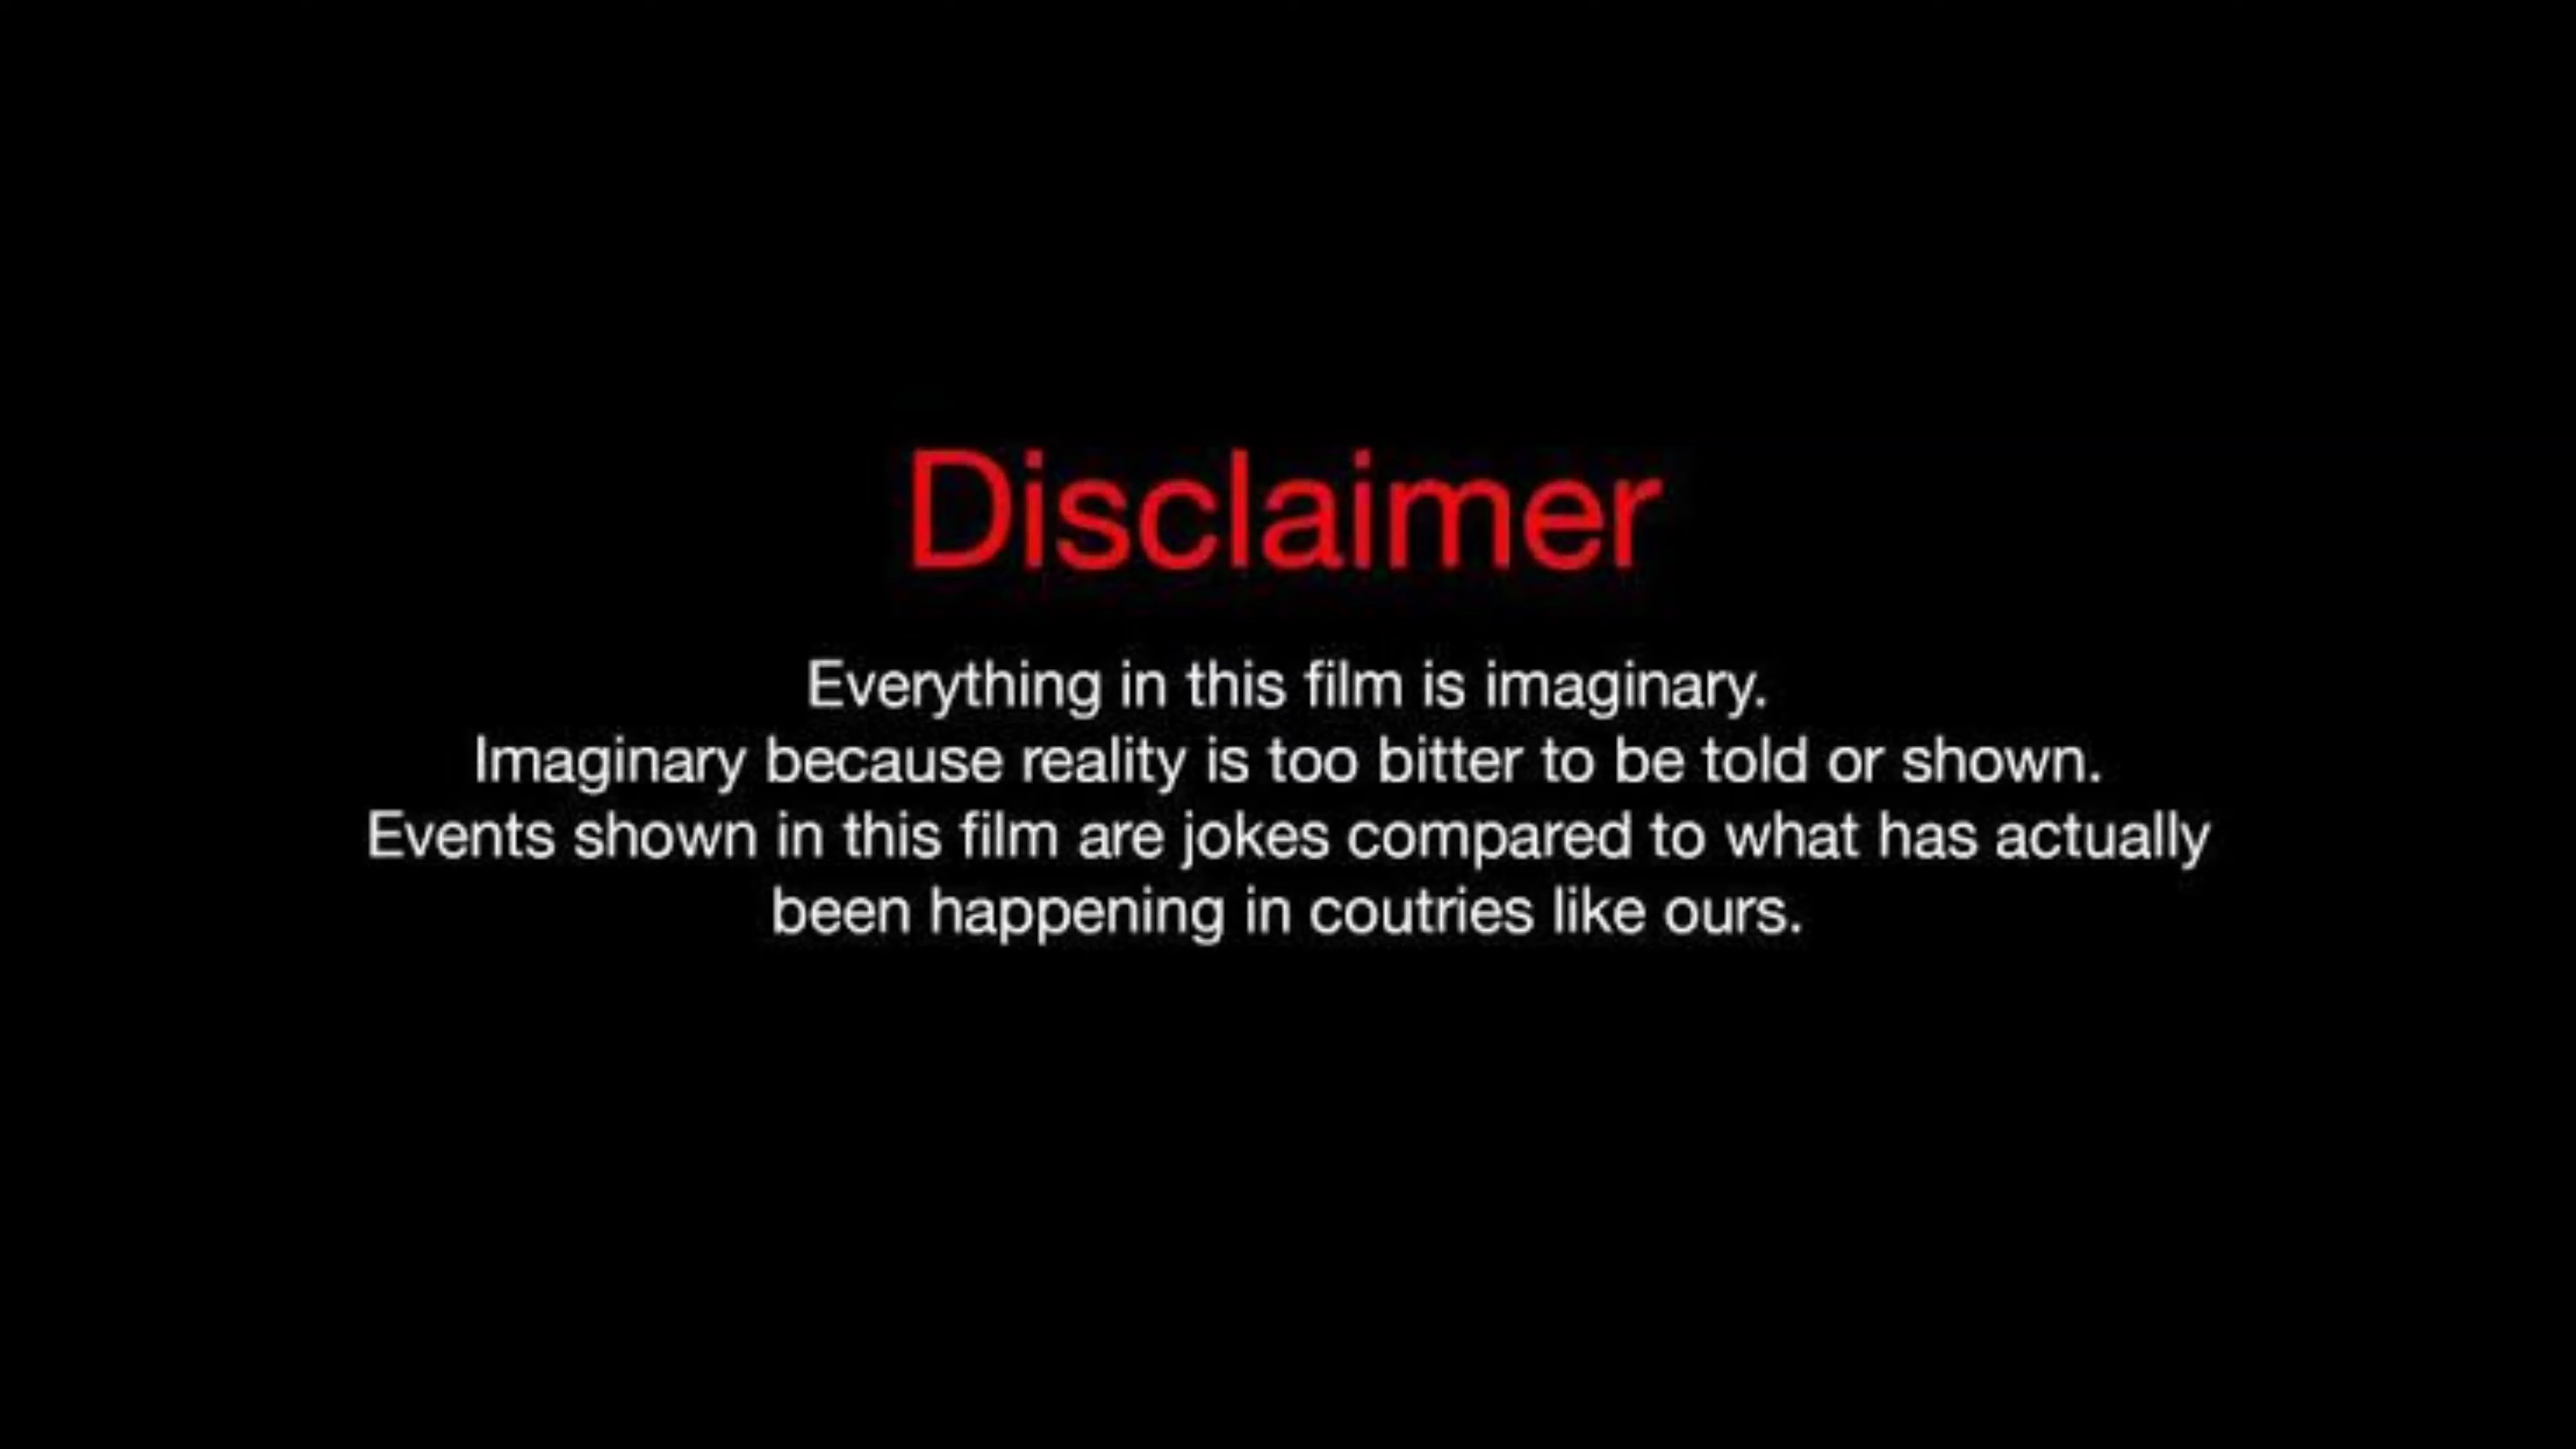 Disclaimer
Everything in this film is imaginary.
Imaginary because reality is too bitter to be told or shown.
Events shown in this film are jokes compared to what has actually
been happening in coutries like ours.